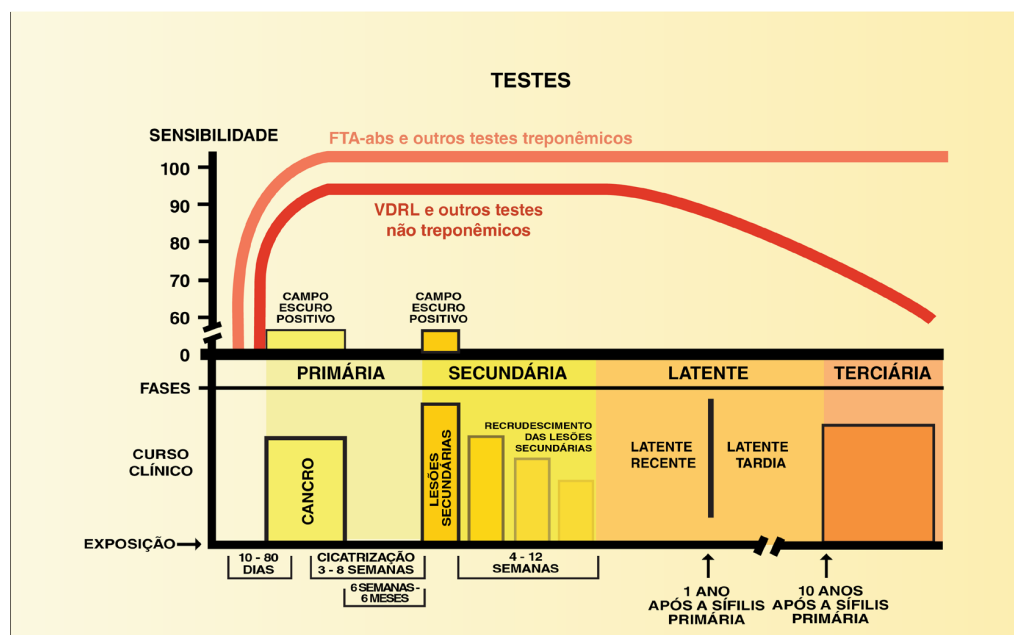 TESTES
SENSIBILIDADE
FTA-abs e outros testes treponêmicos
100
90
80
70
60
0
VDRL e outros testes
não treponêmicos
CAMPO
ESCURO
POSITIVO
CAMPO
ESCURO
POSITIVO
FASES
PRIMÁRIA
SECUNDÁRIA
LATENTE
TERCIÁRIA
CURSO
CLÍNICO
CANCRO
LESÕES
SECUNDÁRIAS
RECRUDESCIMENTO
DAS LESÕES
SECUNDÁRIAS
LATENTE
RECENTE
LATENTE
TARDIA
EXPOSIÇÃO
10 - 80
DIAS
CICATRIZAÇÃO
3 - 8 SEMANAS
6 SEMANAS -
6 MESES
4 - 12
SEMANAS
1 ANO
APÓS A SÍFILIS
PRIMÁRIA
10 ANOS
APÓS A SÍFILIS
PRIMÁRIA